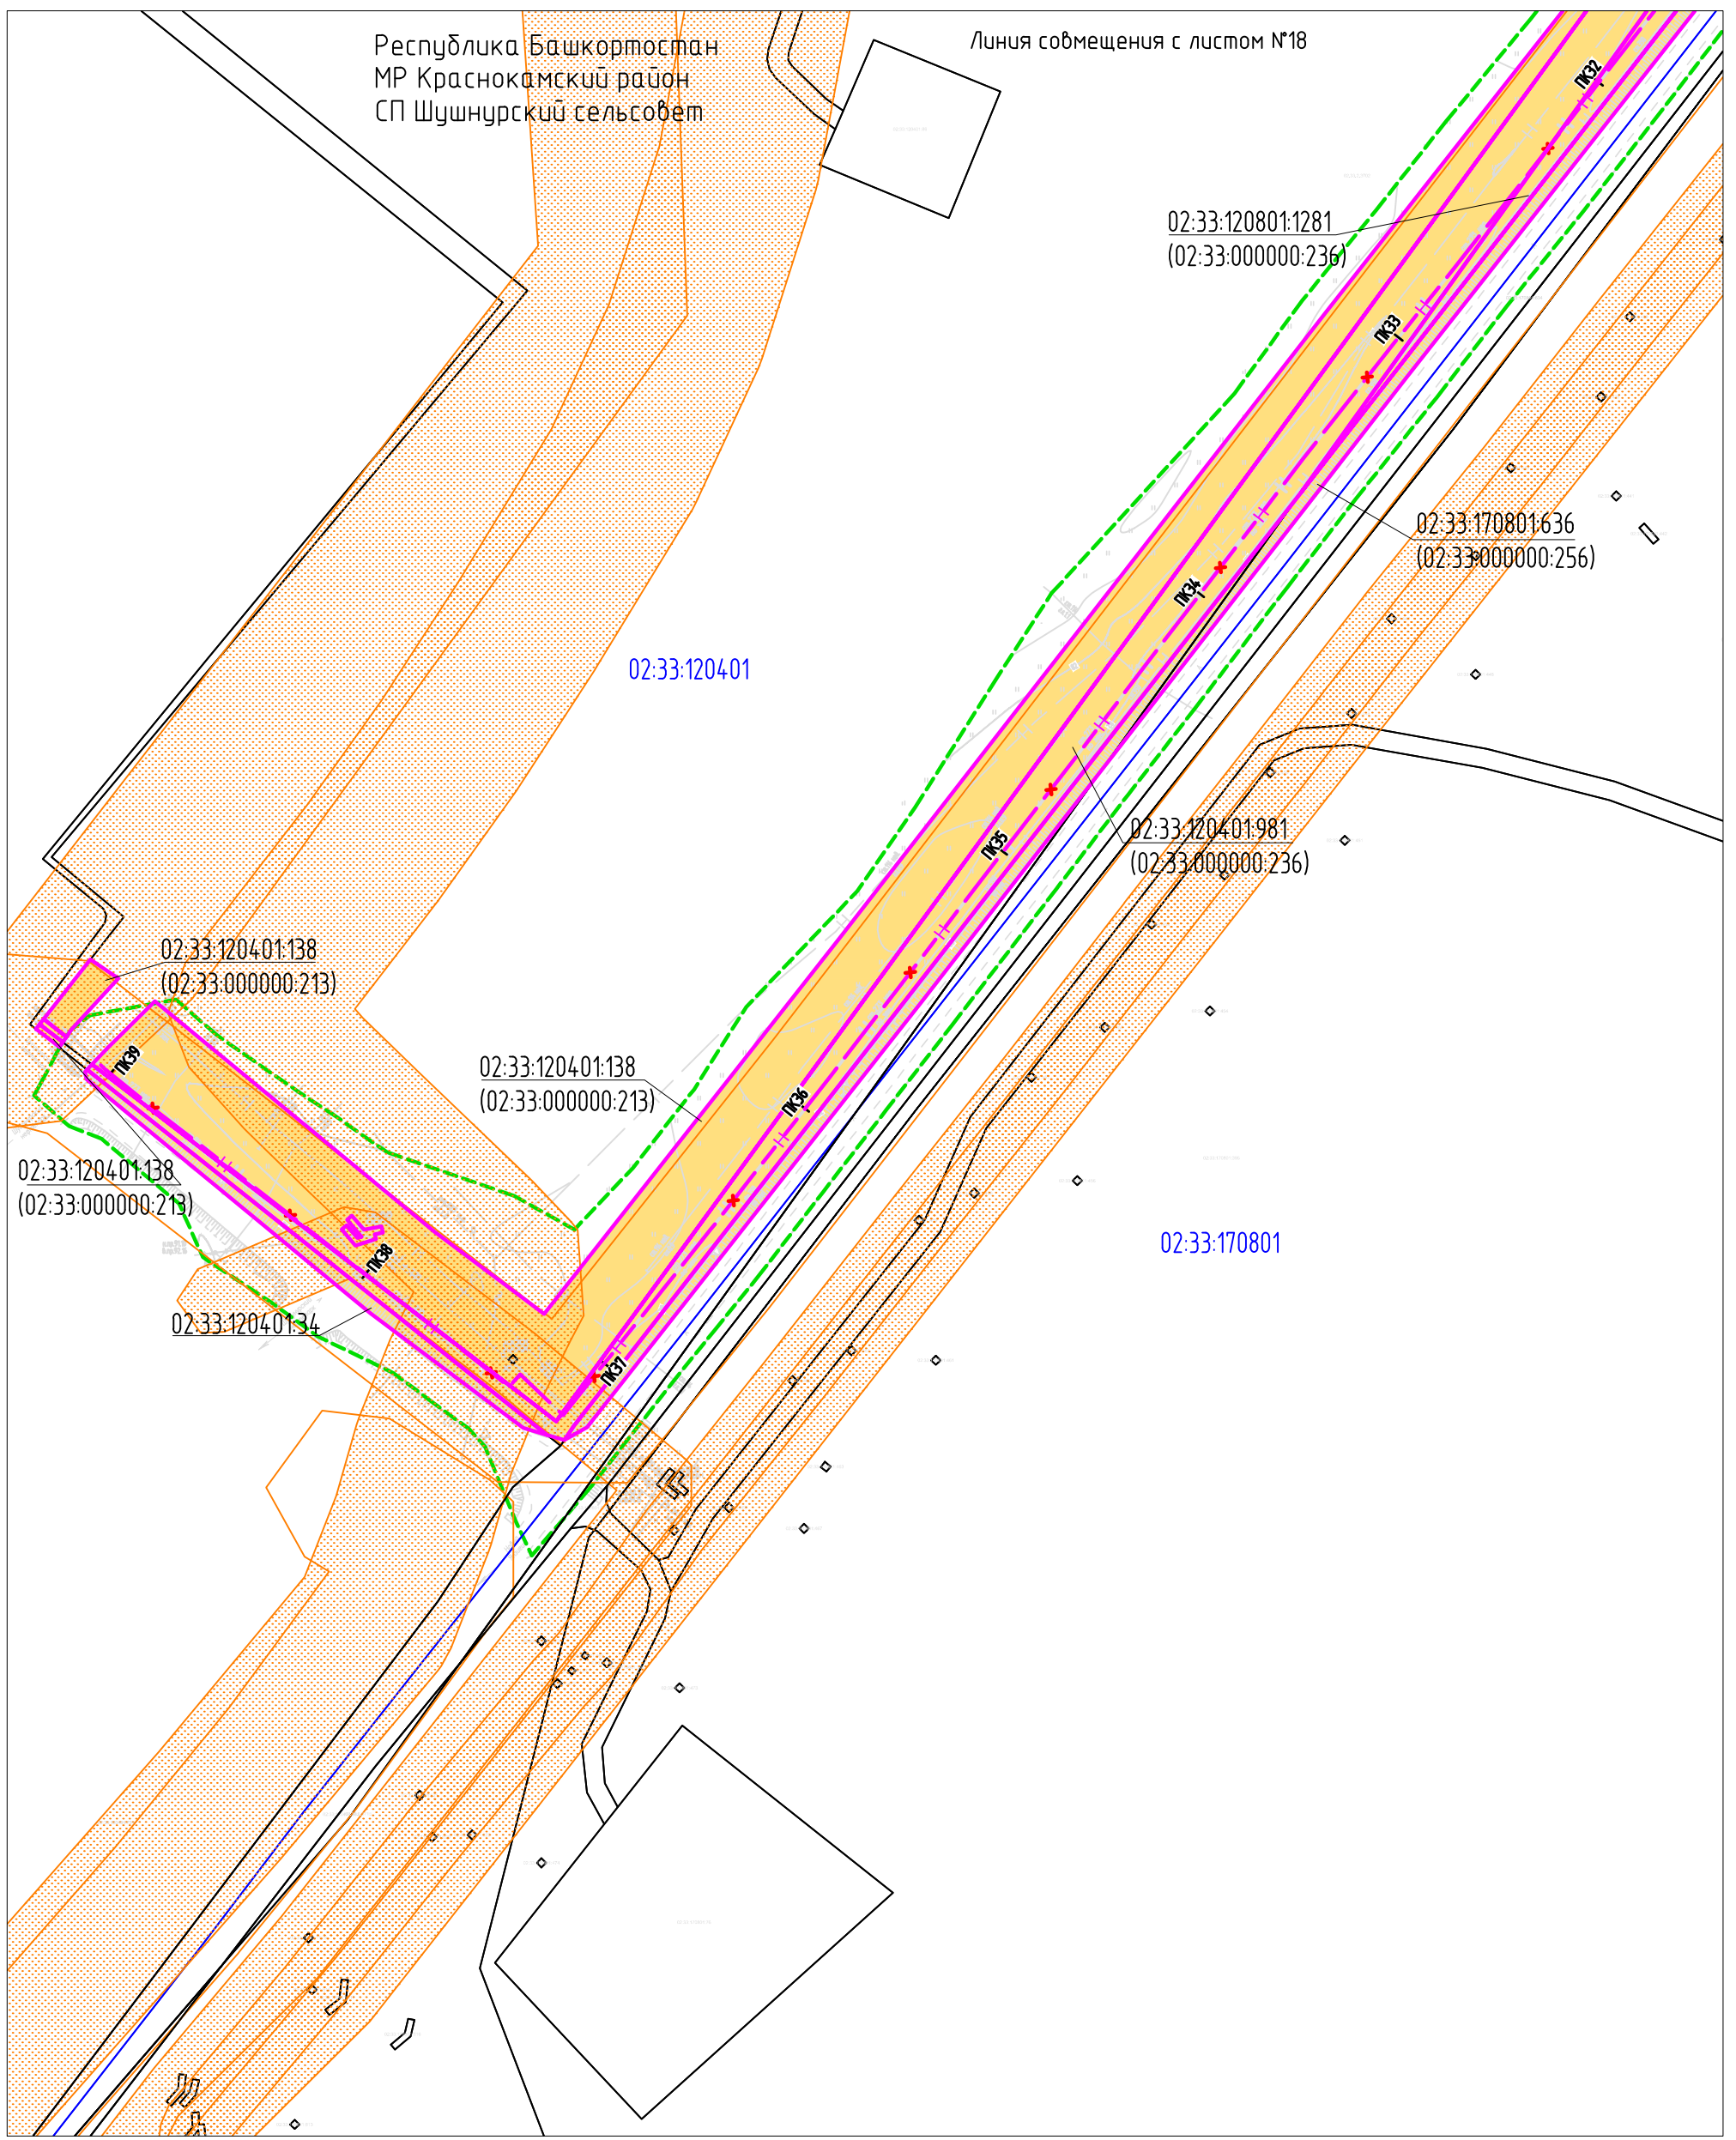 Республика Башкортостан
МР Краснокамский район
СП Шушнурский сельсовет
Линия совмещения с листом №18
ПК32
02:33:120801:1281
(02:33:000000:236)
ПК33
02:33:170801:636
(02:33:000000:256)
ПК34
02:33:120401
02:33:120401:981
(02:33:000000:236)
ПК35
02:33:120401:138
(02:33:000000:213)
ПК39
02:33:120401:138
(02:33:000000:213)
ПК36
02:33:120401:138
(02:33:000000:213)
02:33:170801
ПК38
02:33:120401:34
ПК37